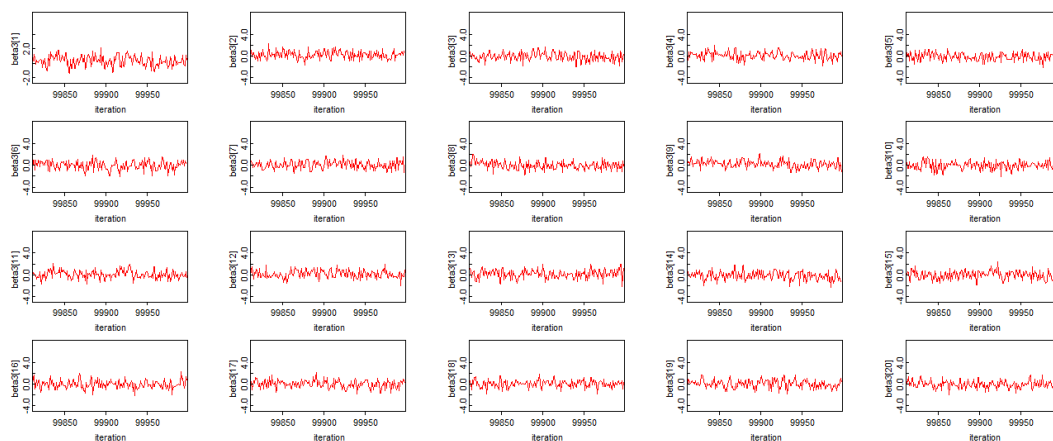 beta3[1] -2.0 2.0
99850 99900 99950
iteration
beta3[2] -4.0 0.0 4.0
99850 99900 99950
iteration
beta3[3] -4.0 0.0 4.0
99850 99900 99950
iteration
beta3[4] -4.0 0.0 4.0
99850 99900 99950
iteration
beta3[5] -4.0 0.0 4.0
99850 99900 99950
iteration
beta3[6] -4.0 0.0 4.0
99850 99900 99950
iteration
beta3[7] -4.0 0.0 4.0
99850 99900 99950
iteration
beta3[8] -4.0 0.0 4.0
99850 99900 99950
iteration
beta3[9] -4.0 0.0 4.0
99850 99900 99950
iteration
beta3[10] -4.0 0.0 4.0
99850 99900 99950
iteration
beta3[11] -4.0 0.0 4.0
99850 99900 99950
iteration
beta3[12] -4.0 0.0 4.0
99850 99900 99950
iteration
beta3[13] -4.0 0.0 4.0
99850 99900 99950
iteration
beta3[14] -4.0 0.0 4.0
99850 99900 99950
iteration
beta3[15] -4.0 0.0 4.0
99850 99900 99950
iteration
beta3[16] -4.0 0.0 4.0
99850 99900 99950
iteration
beta3[17] -4.0 0.0 4.0
99850 99900 99950
iteration
beta3[18] -4.0 0.0 4.0
99850 99900 99950
iteration
beta3[19] -4.0 0.0 4.0
99850 99900 99950
iteration
beta3[20] -4.0 0.0 4.0
99850 99900 99950
iteration